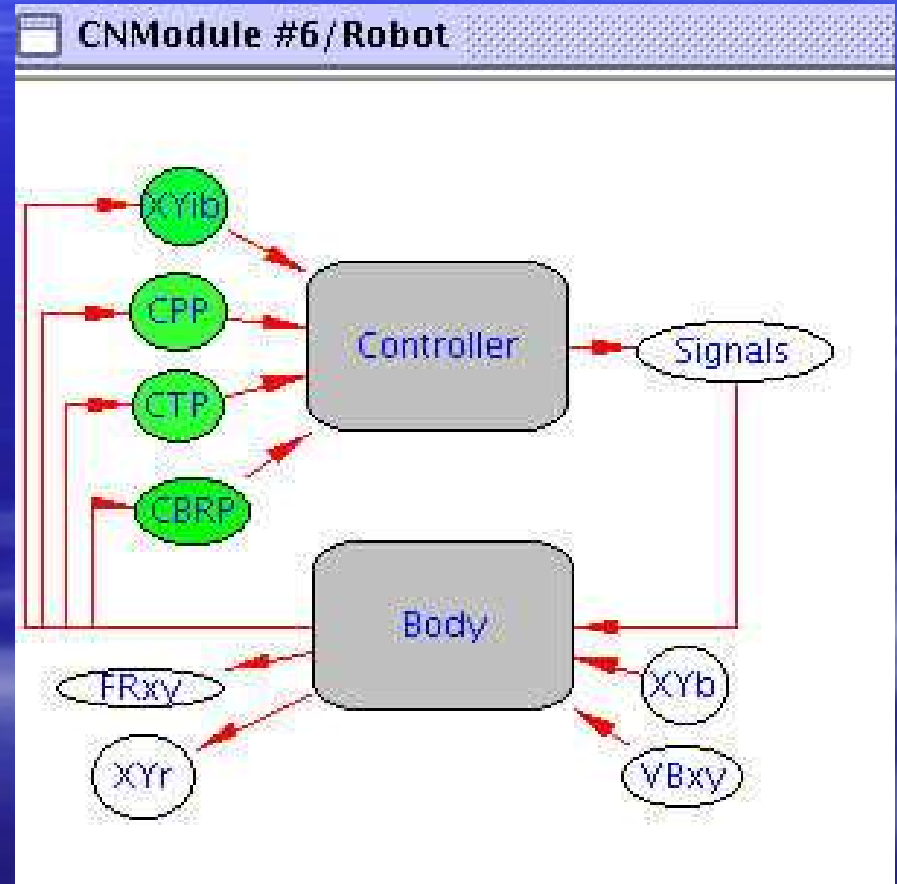 CNModule #6/Robot
XYib
CPP
Controller
Signals
CTP
CBRP
Body
FRxy
XYb
XYr
VBxy